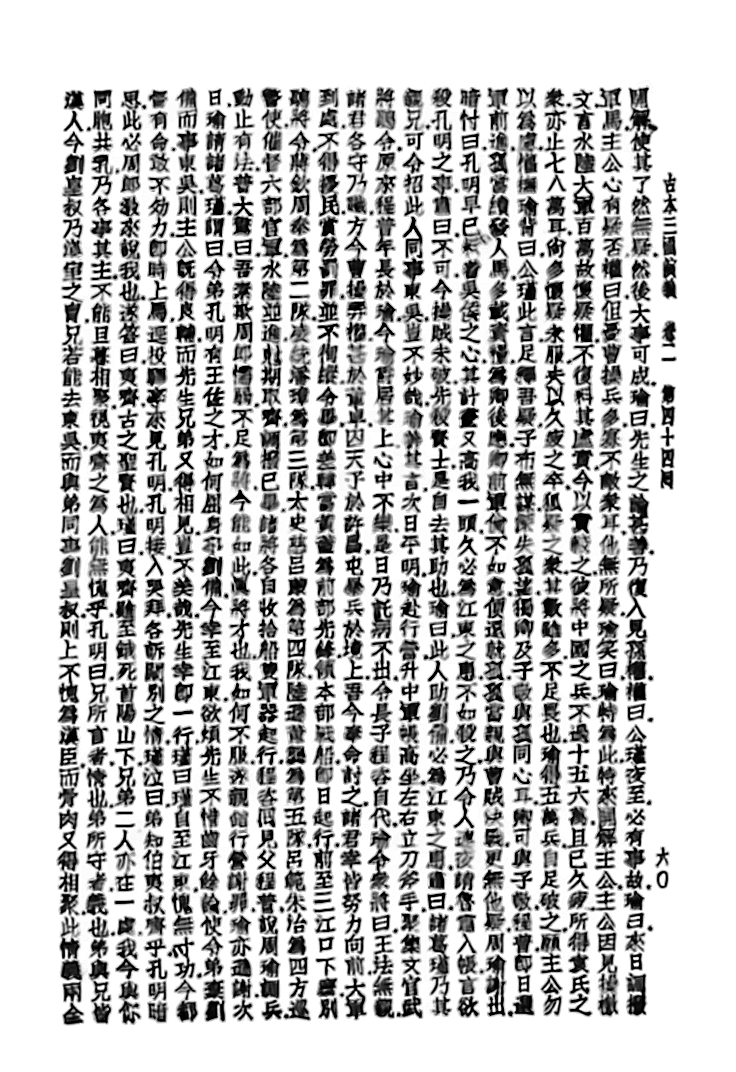 古本三國演義 卷二 第四十四回 六〇
開解使其了然無疑然後大事可成瑜曰先生之論甚善乃復入見孫權權曰公瑾夜至必有事故瑜曰來日調撥
軍馬主公心有疑否權曰但憂曹操兵多寡不敵衆耳他無所疑瑜笑曰瑜特爲此特來開解主公主公因見操檄
文言水陸大軍百萬故懷疑懼不復料其虛實今以實較之彼將中國之兵不過十五六萬且已久疲所得袁氏之
衆亦止七八萬耳尚多懷疑未服夫以久疲之卒狐疑之衆其數雖多不足畏也瑜得五萬兵自足破之願主公勿
以爲慮權撫瑜背曰公瑾此言足釋吾疑子布無謀深失孤望獨卿及子敬與孤同心耳卿可與子敬程普即日選
軍前進孤當續發人馬多載資糧爲卿後應卿前軍倘不如意便還就孤孤當親與曹賊決戰更無他疑周瑜謝出
暗忖曰孔明早已料着吳侯之心其計畫又高我一頭久必爲江東之患不如殺之乃令人連夜請魯肅入帳言欲
殺孔明之事肅曰不可今操賊未破先殺賢士是自去其助也瑜曰此人助劉備必爲江東之患肅曰諸葛瑾乃其
親兄可令招此人同事東吳豈不妙哉瑜善其言次日平明瑜赴行營升中軍帳高坐左右立刀斧手聚集文官武
將聽令原來程普年長於瑜今瑜爵居其上心中不樂是日乃託病不出令長子程咨自代瑜令衆將曰王法無親
諸君各守乃職方今曹操弄權甚於董卓囚天子於許昌屯暴兵於境上吾今奉命討之諸君幸皆努力向前大軍
到處不得擾民賞勞罰罪並不徇縱令畢即差韓當黃蓋爲前部先鋒領本部戰船即日起行前至三江口下寨別
聽將令蔣欽周泰爲第二隊凌統潘璋爲第三隊太史慈呂蒙爲第四隊陸遜董襲爲第五隊呂範朱治爲四方巡
警使催督六部官軍水陸並進剋期取齊調撥已畢諸將各自收拾船隻軍器起行程咨回見父程普說周瑜調兵
動止有法普大驚曰吾素欺周郎懦弱不足爲將今能如此真將才也我如何不服遂親詣行營謝罪瑜亦遜謝次
日瑜請諸葛瑾謂曰令弟孔明有王佐之才如何屈身事劉備今幸至江東欲煩先生不惜齒牙餘論使令弟棄劉
備而事東吳則主公既得良輔而先生兄弟又得相見豈不美哉先生幸即一行瑾曰瑾自至江東愧無寸功今都
督有命敢不効力即時上馬逕投驛亭來見孔明孔明接入哭拜各訴闊別之情瑾泣曰弟知伯夷叔齊乎孔明暗
思此必周郎教來說我也遂答曰夷齊古之聖賢也瑾曰夷齊雖至餓死首陽山下兄弟二人亦在一處我今與你
同胞共乳乃各事其主不能旦暮相聚視夷齊之爲人能無愧乎孔明曰兄所言者情也弟所守者義也弟與兄皆
漢人今劉皇叔乃漢室之冑兄若能去東吳而與弟同事劉皇叔則上不愧爲漢臣而骨肉又得相聚此情義兩全